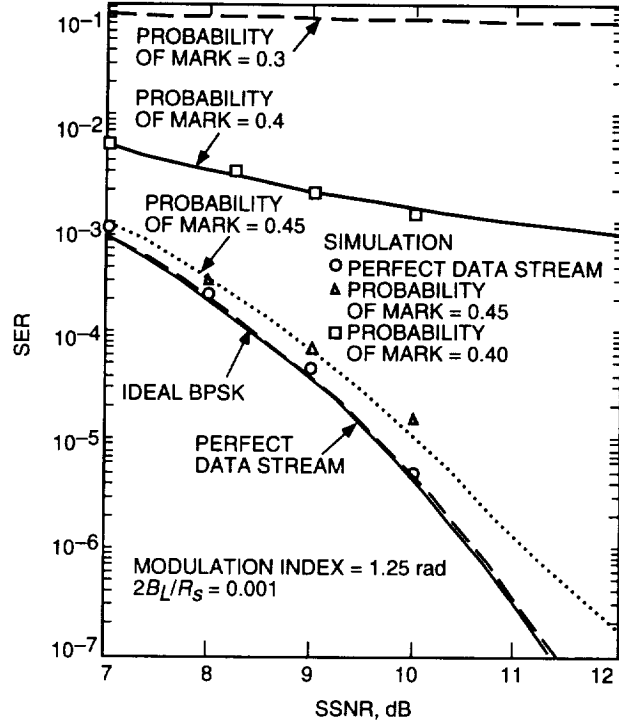 10–1
PROBABILITY
OF MARK = 0.3
PROBABILITY
OF MARK = 0.4
10–2
PROBABILITY
OF MARK = 0.45
10–3
SIMULATION
PERFECT DATA STREAM
PROBABILITY
OF MARK = 0.45
PROBABILITY
OF MARK = 0.40
SER
10–4
IDEAL BPSK
PERFECT
DATA STREAM
10–5
10–6
MODULATION INDEX = 1.25 rad
2BL/RS = 0.001
10–7
7 8 9 10 11 12
SSNR, dB